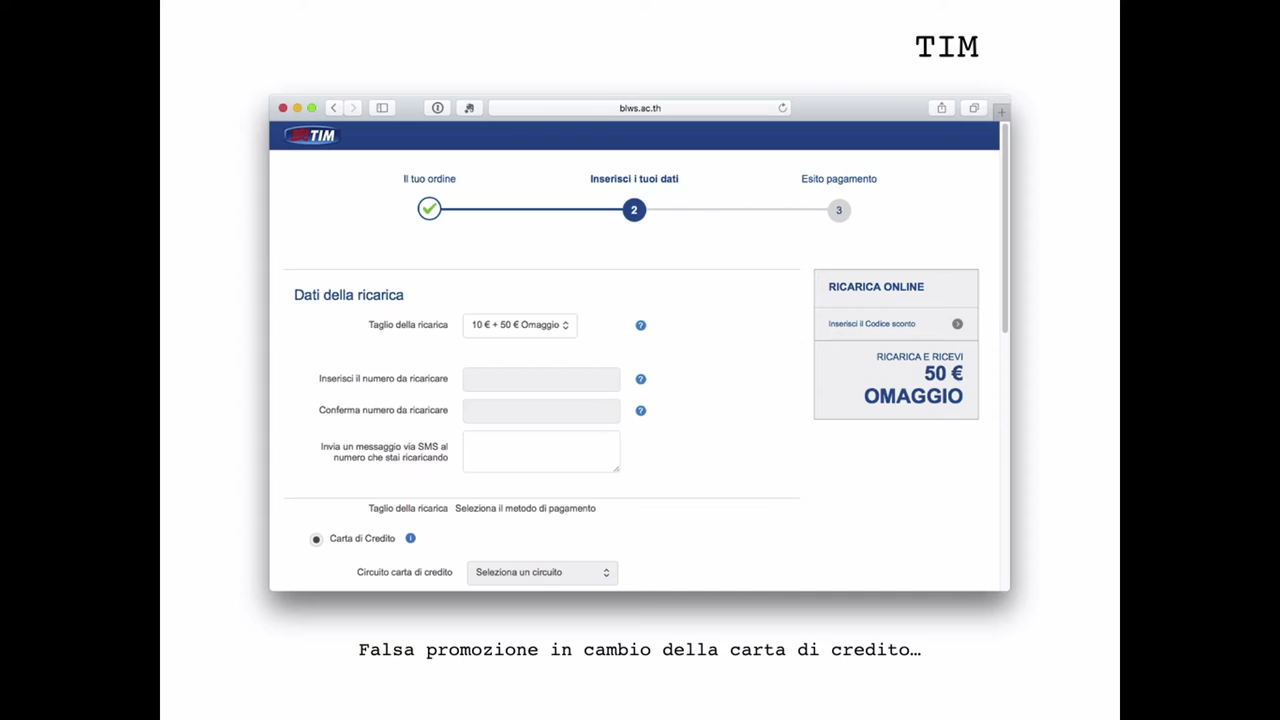 TIM
blws.ac.th
TIM
Il tuo ordine
Inserisci i tuoi dati
Esito pagamento
2
3
Dati della ricarica
Taglio della ricarica
10 € + 50 € Omaggio
?
Inserisci il numero da ricaricare
?
Conferma numero da ricaricare
?
Invia un messaggio via SMS al
numero che stai ricaricando
RICARICA ONLINE
Inserisci il Codice sconto
RICARICA E RICEVI
50 €
OMAGGIO
Taglio della ricarica Seleziona il metodo di pagamento
Carta di Credito
i
Circuito carta di credito
Seleziona un circuito
Falsa promozione in cambio della carta di credito…